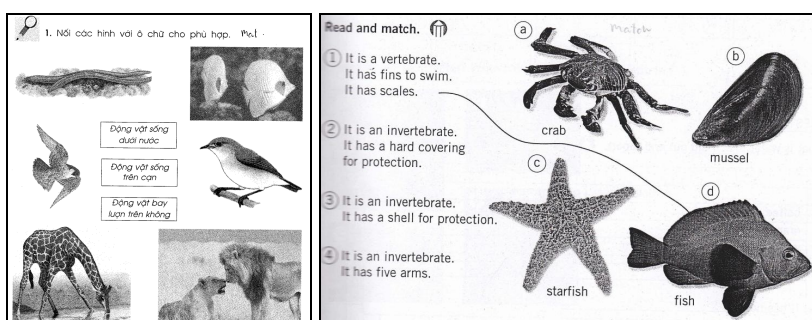 1. Nối các hình với ô chữ cho phù hợp.
Động vật sống
dưới nước
Động vật sống
trên cạn
Động vật bay
lượn trên không
Read and match.
1 It is a vertebrate.
It has fins to swim.
It has scales.
2 It is an invertebrate.
It has a hard covering
for protection.
3 It is an invertebrate.
It has a shell for protection.
4 It is an invertebrate.
It has five arms.
a
crab
b
mussel
c
starfish
d
fish